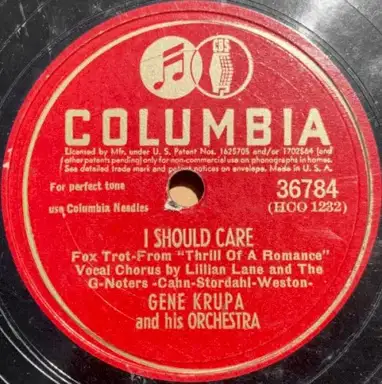 CBS
COLUMBIA
Licensed by Mfr. under U. S. Patent Nos. 1625705 and/or 1702564 (and
other patents pending) only for non-commercial use on phonographs in homes.
See detailed trade mark and patent notices on envelope. Made in U. S. A.
For perfect tone
use Columbia Needles
36784
(HCO 1232)
I SHOULD CARE
Fox Trot-From "Thrill Of A Romance"
Vocal Chorus by Lillian Lane and The
G-Noters -Cahn-Stordahl-Weston-
GENE KRUPA
and his ORCHESTRA